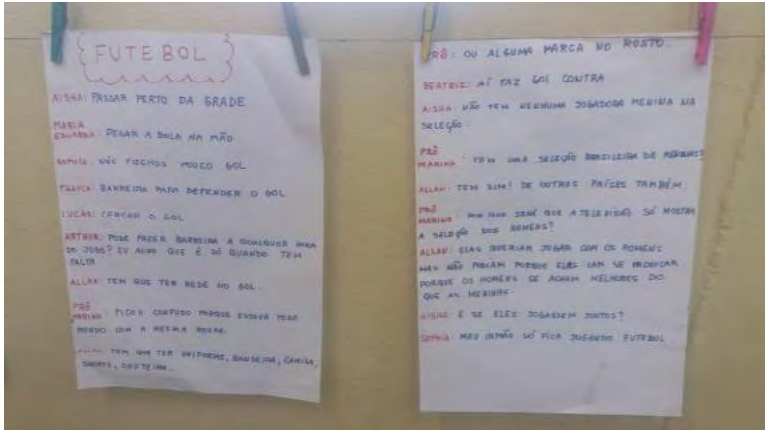 FUTEBOL
AISHA: PASSAR PERTO DA GRADE
MARIA
EDUARDA: PEGAR A BOLA NA MÃO
SOPHIA: NÓS FIZEMOS POUCO GOL
BARREIRA PARA DEFENDER O GOL
LUCAS: CERCAR O GOL
ARTHUR: PODE FAZER BARREIRA A QUALQUER HORA
DO JOGO? EU ACHO QUE É SÓ QUANDO TEM
FALTA.
ALLAN: TEM QUE TER REDE NO GOL.
PRÔ
MARINA: FICOU CONFUSO PORQUE ESTAVA TODO
MUNDO COM A MESMA ROUPA.
ALLAN: TEM QUE TER UNIFORME, BANDEIRA, CAMISA,
SHORTS, CHUTEIRA.
PRÔ: OU ALGUMA MARCA NO ROSTO.
BEATRIZ: AÍ FAZ GOL CONTRA
AISHA: NÃO TEM NENHUMA JOGADORA MENINA NA
SELEÇÃO.
PRÔ
MARINA: TEM UMA SELEÇÃO BRASILEIRA DE MENINAS?
ALLAN: TEM SIM! DE OUTROS PAÍSES TAMBÉM.
PRÔ
MARINA: POR QUE SERÁ QUE A TELEVISÃO SÓ MOSTRA
A SELEÇÃO DOS HOMENS?
ALLAN: ELAS QUERIAM JOGAR COM OS HOMENS
MAS NÃO PODIAM PORQUE ELAS VÃO SE MACHUCAR
PORQUE OS HOMENS SE ACHAM MELHORES DO
QUE AS MENINAS.
AISHA: E SE ELES JOGASSEM JUNTOS?
SOPHIA: MEU IRMÃO SÓ FICA JOGANDO FUTEBOL.